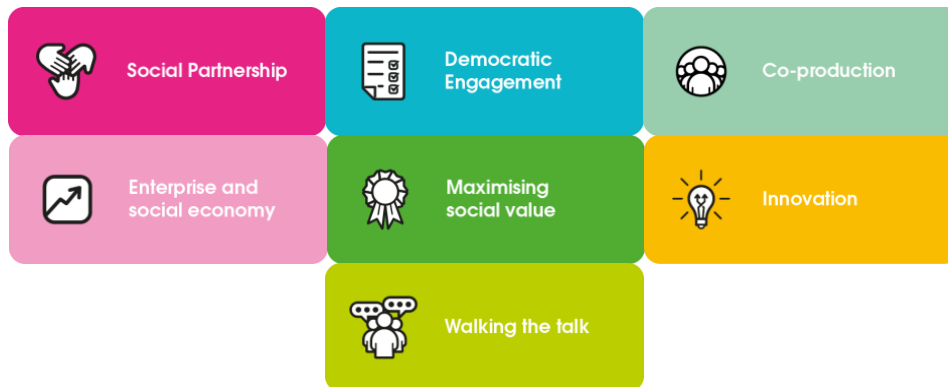 Social Partnership
Democratic
Engagement
Co-production
Enterprise and
social economy
Maximising
social value
Innovation
Walking the talk